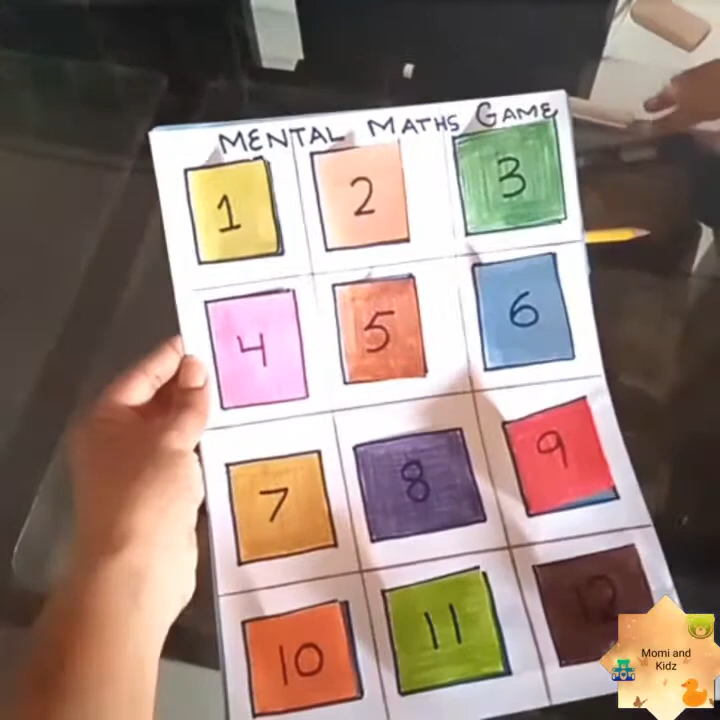 MENTAL MATHS GAME
1 2 3
4 5 6
7 8 9
10 11 12
Momi and
Kidz